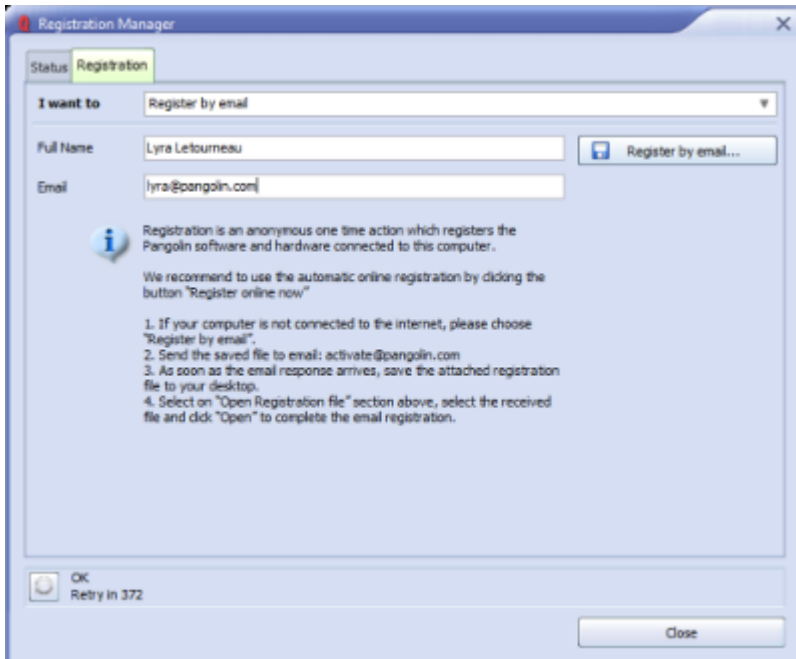 Registration Manager
Status Registration
I want to Register by email
Full Name Lyra Letourneau Register by email...
Email lyra@pangolin.com
Registration is an anonymous one time action which registers the
Pangolin software and hardware connected to this computer.
We recommend to use the automatic online registration by clicking the
button "Register online now"
1. If your computer is not connected to the internet, please choose
"Register by email".
2. Send the saved file to email: activate@pangolin.com
3. As soon as the email response arrives, save the attached registration
file to your desktop.
4. Select on "Open Registration file" section above, select the received
file and click "Open" to complete the email registration.
OK
Retry in 372
Close